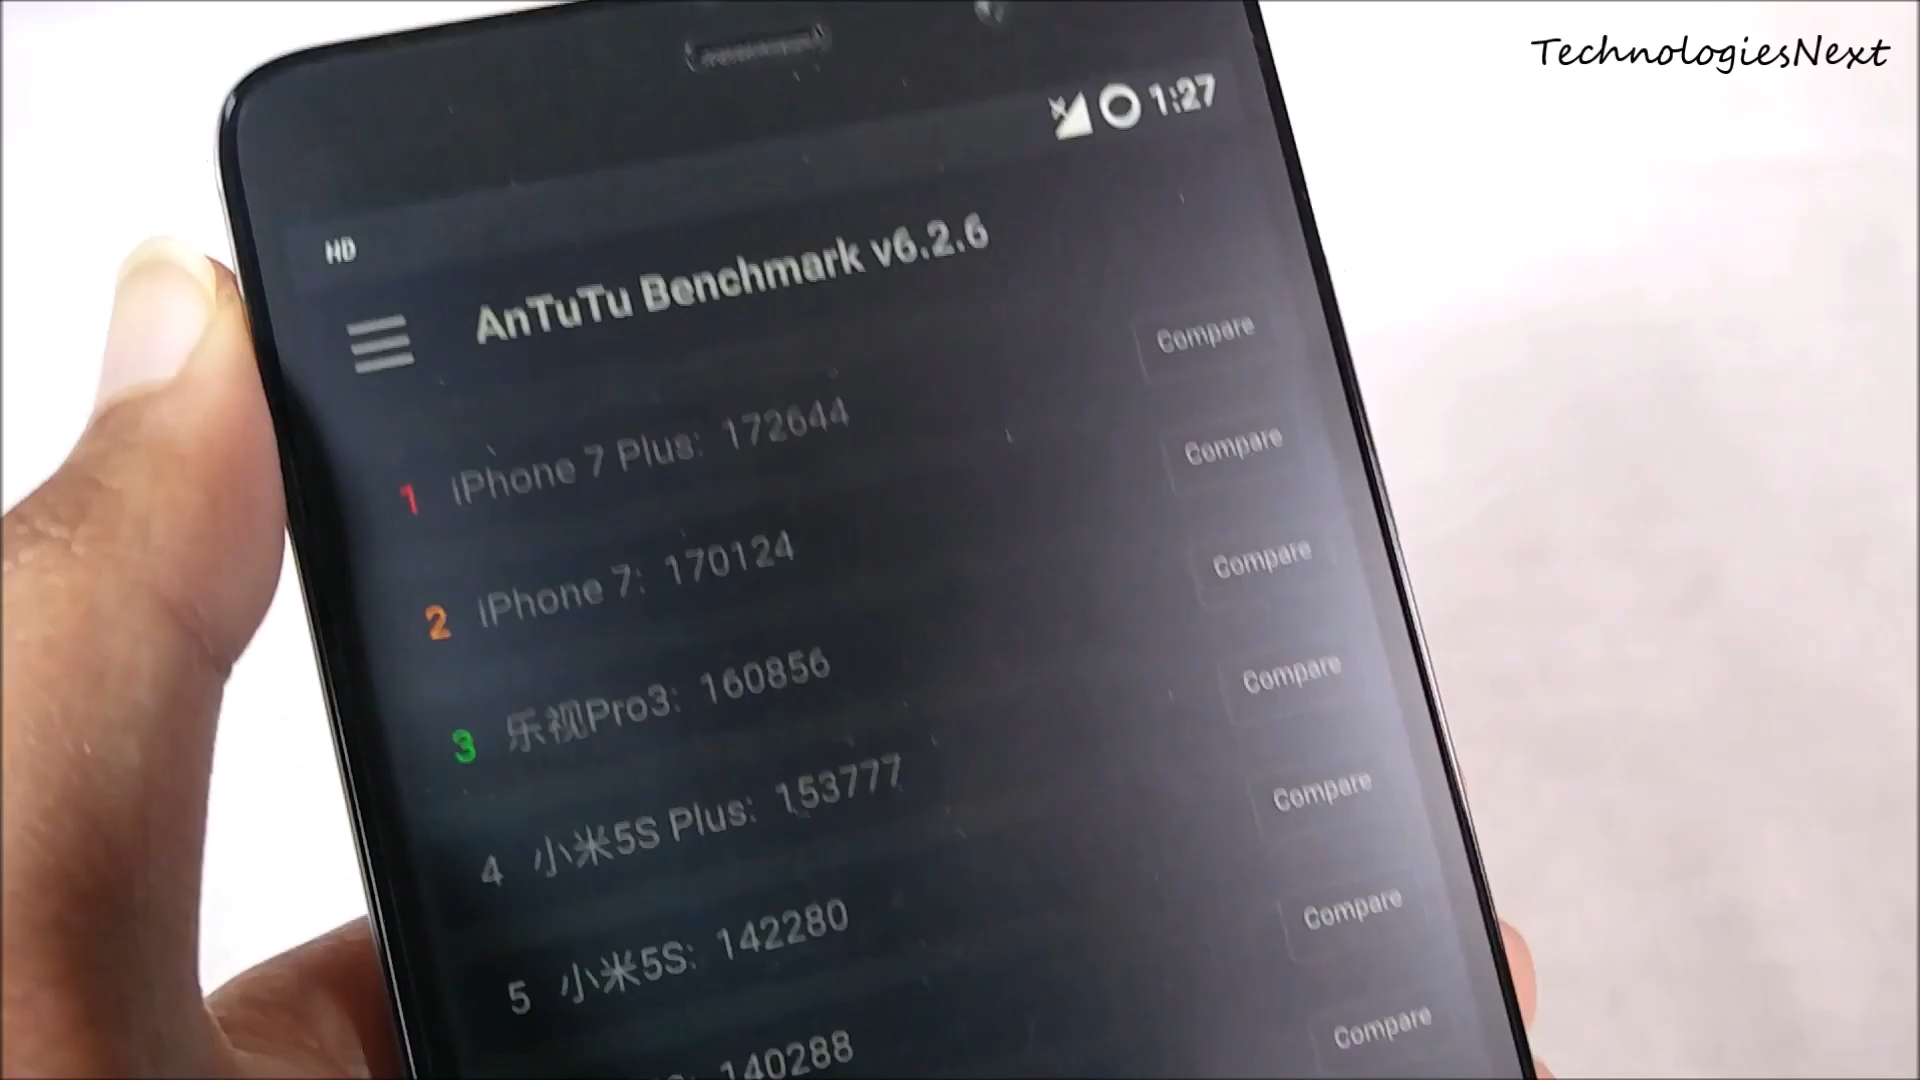 TechnologiesNext
1:27
HD
AnTuTu Benchmark v6.2.6
1 iPhone 7 Plus: 172644 Compare
2 iPhone 7: 170124 Compare
3 乐视Pro3: 160856 Compare
4 小米5S Plus: 153777 Compare
5 小米5S: 142280 Compare
140288 Compare
Compare